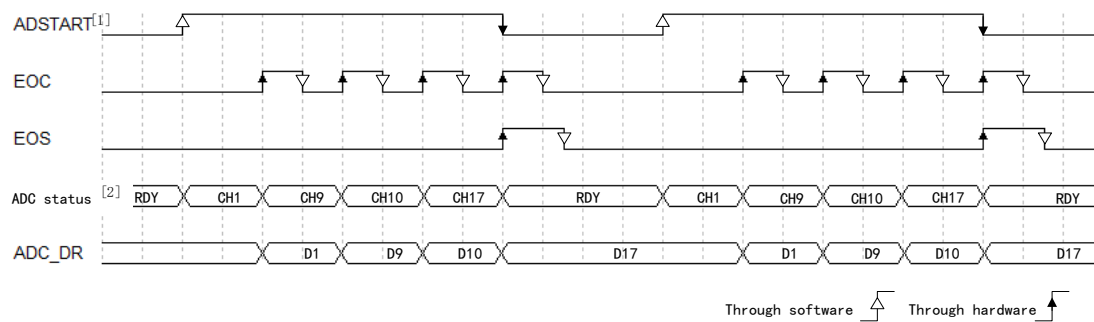 ADSTART[1]
EOC
EOS
ADC status [2] RDY CH1 CH9 CH10 CH17 RDY CH1 CH9 CH10 CH17 RDY
ADC_DR D1 D9 D10 D17 D1 D9 D10 D17
Through software Through hardware